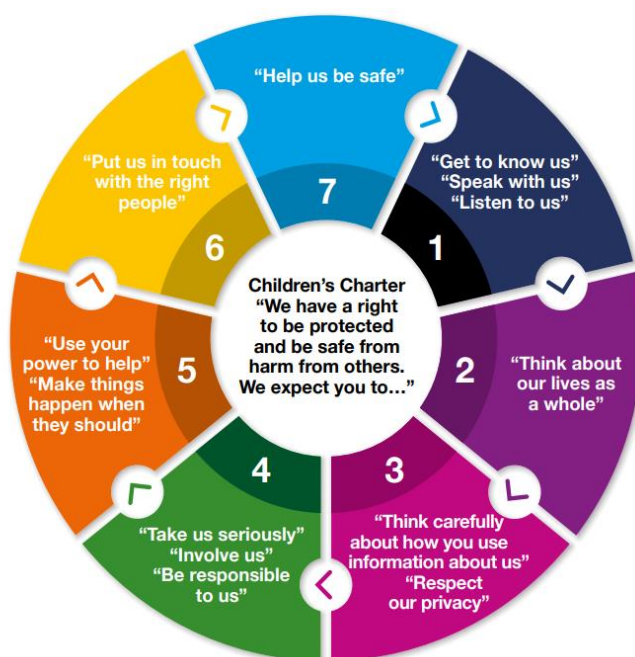 Children’s Charter
“We have a right
to be protected
and be safe from
harm from others.
We expect you to...”
1
“Get to know us”
“Speak with us”
“Listen to us”
2
“Think about
our lives as
a whole”
3
“Think carefully
about how you use
information about us”
“Respect
our privacy”
4
“Take us seriously”
“Involve us”
“Be responsible
to us”
5
“Use your
power to help”
“Make things
happen when
they should”
6
“Put us in touch
with the right
people”
7
“Help us be safe”